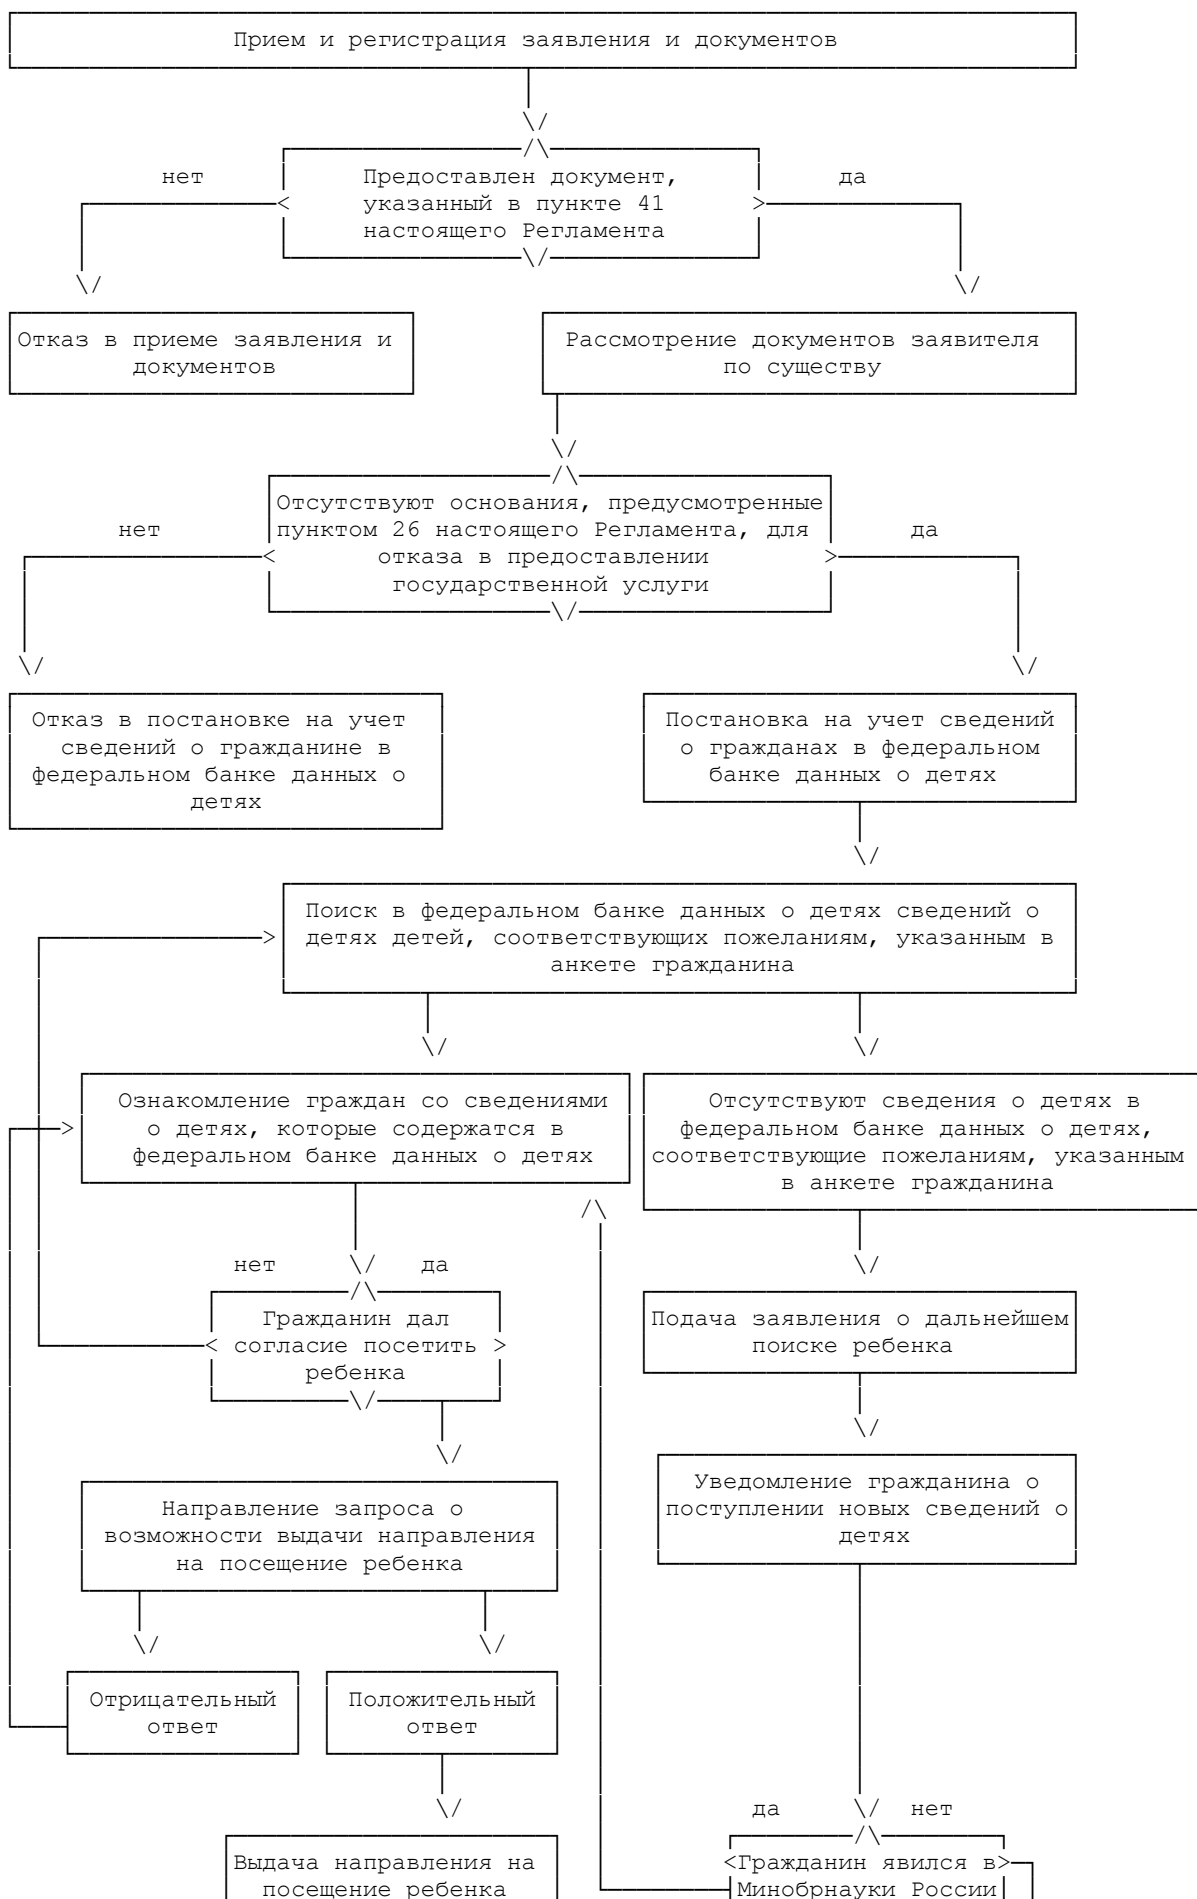 Прием и регистрация заявления и документов
нет
Предоставлен документ,
да
указанный в пункте 41
настоящего Регламента
Отказ в приеме заявления и
документов
Рассмотрение документов заявителя
по существу
Отсутствуют основания, предусмотренные
нет
пунктом 26 настоящего Регламента, для
да
отказа в предоставлении
государственной услуги
Отказ в постановке на учет
сведений о гражданине в
федеральном банке данных о
детях
Постановка на учет сведений
о гражданах в федеральном
банке данных о детях
Поиск в федеральном банке данных о детях сведений о
детях детей, соответствующих пожеланиям, указанным в
анкете гражданина
Ознакомление граждан со сведениями
о детях, которые содержатся в
федеральном банке данных о детях
Отсутствуют сведения о детях в
федеральном банке данных о детях,
соответствующие пожеланиям, указанным
в анкете гражданина
нет
да
Гражданин дал
согласие посетить
ребенка
Подача заявления о дальнейшем
поиске ребенка
Направление запроса о
возможности выдачи направления
на посещение ребенка
Уведомление гражданина о
поступлении новых сведений о
детях
Отрицательный
ответ
Положительный
ответ
да
нет
Выдача направления на
посещение ребенка
Гражданин явился в
Минобрнауки России